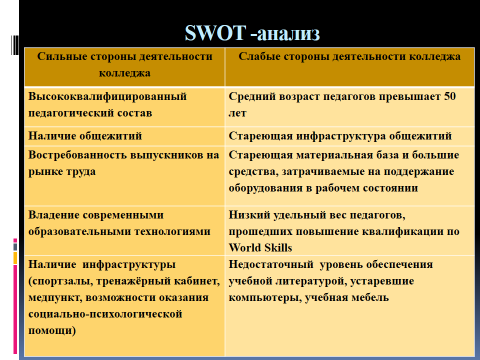 SWOT -анализ
Сильные стороны деятельности
колледжа
Слабые стороны деятельности колледжа
Высококвалифицированный
педагогический состав
Средний возраст педагогов превышает 50
лет
Наличие общежитий
Стареющая инфраструктура общежитий
Востребованность выпускников на
рынке труда
Стареющая материальная база и большие
средства, затрачиваемые на поддержание
оборудования в рабочем состоянии
Владение современными
образовательными технологиями
Низкий удельный вес педагогов,
прошедших повышение квалификации по
World Skills
Наличие инфраструктуры
(спортзалы, тренажёрный кабинет,
медпункт, возможности оказания
социально-психологической
помощи)
Недостаточный уровень обеспечения
учебной литературой, устаревшие
компьютеры, учебная мебель